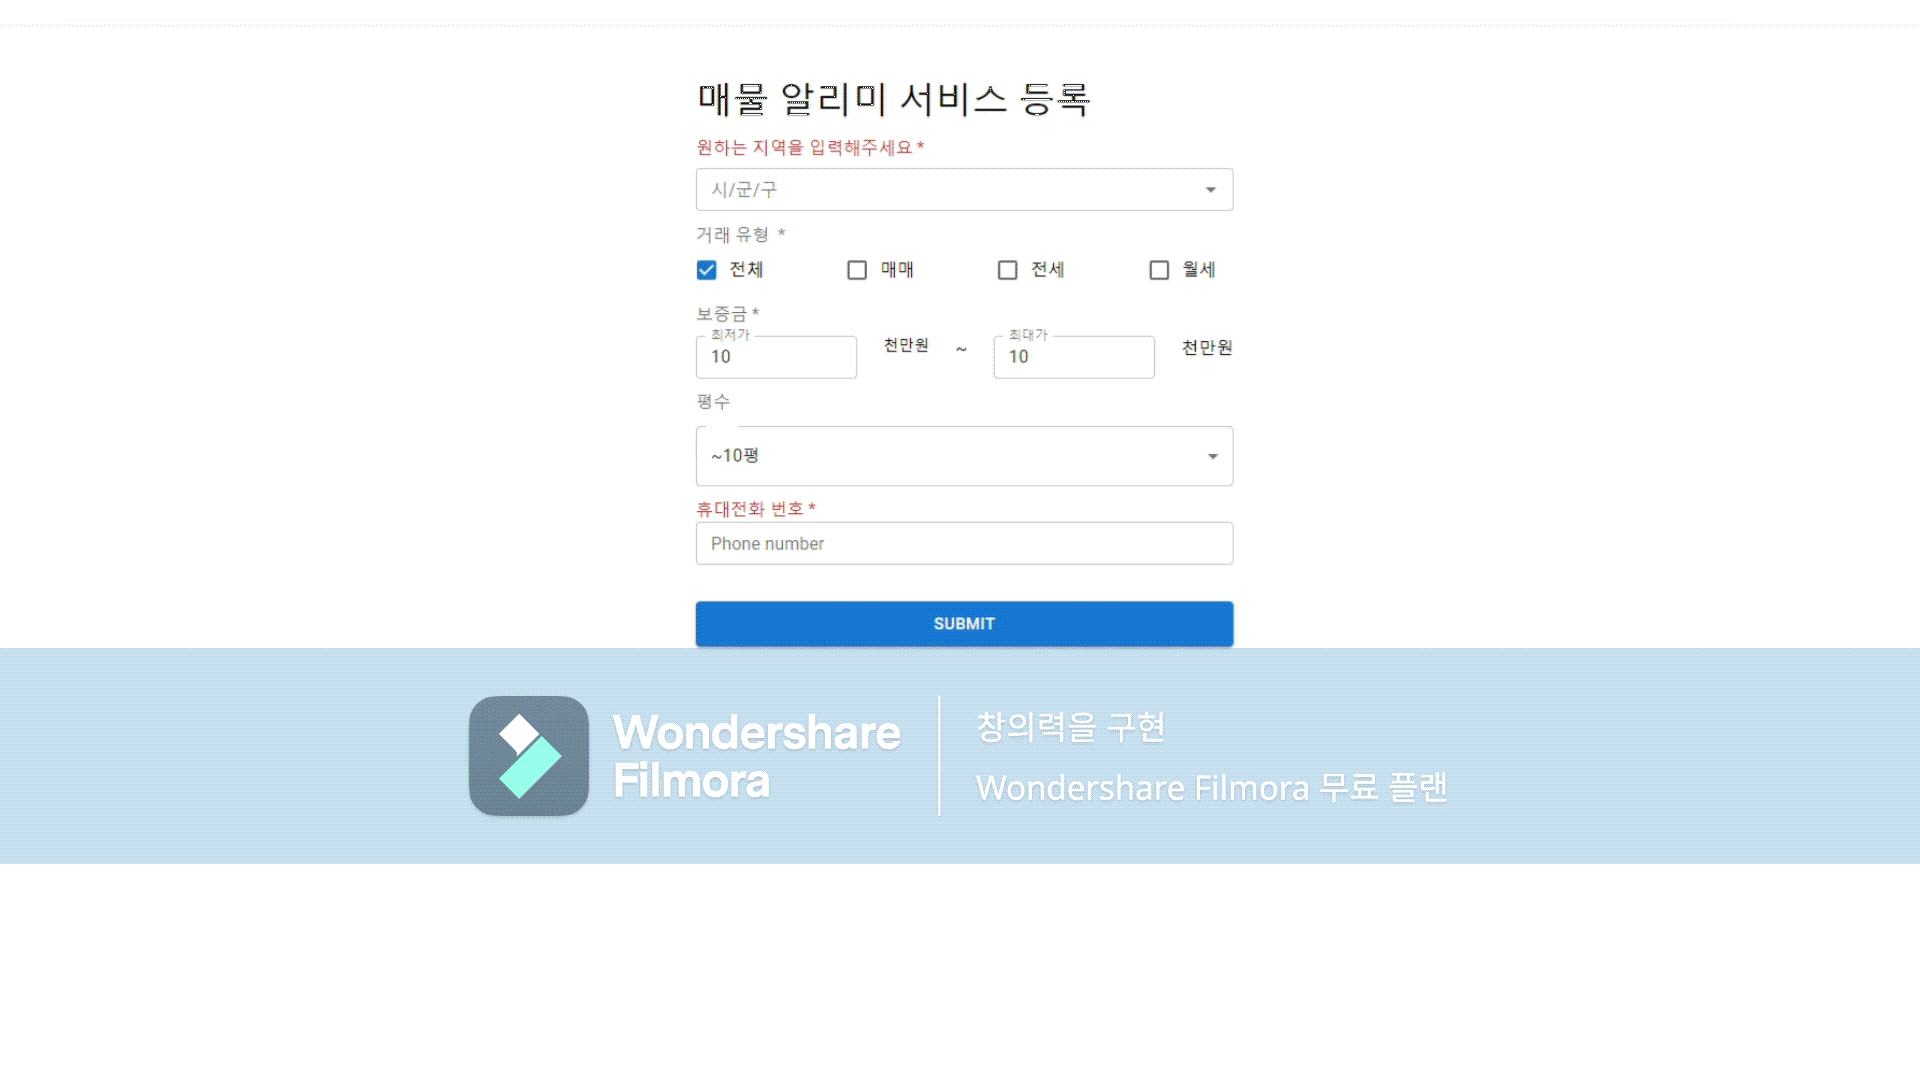 매물 알리미 서비스 등록
원하는 지역을 입력해주세요 *
시/군/구
거래 유형 *
전체 매매 전세 월세
보증금 *
최저가 최대가
10 천만원 ~ 10 천만원
평수
~10평
휴대전화 번호 *
Phone number
SUBMIT
Wondershare
Filmora
창의력을 구현
Wondershare Filmora 무료 플랜